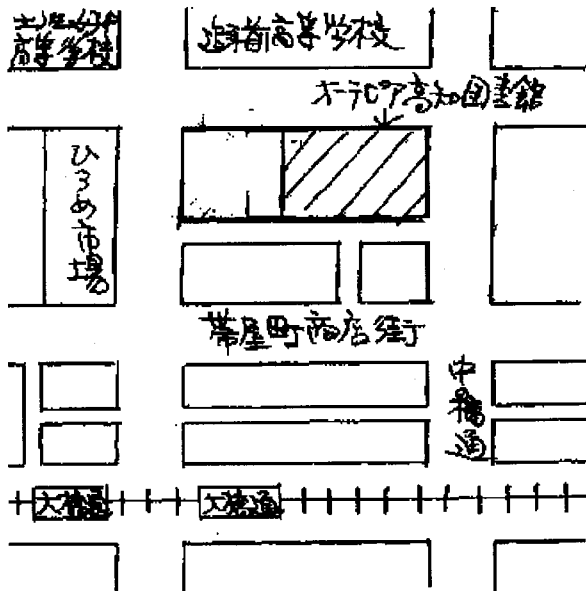 土佐女子
高等学校
追手前高等学校
オーテピア高知図書館
ひろめ市場
帯屋町商店街
中の橋通
大橋通
大橋通